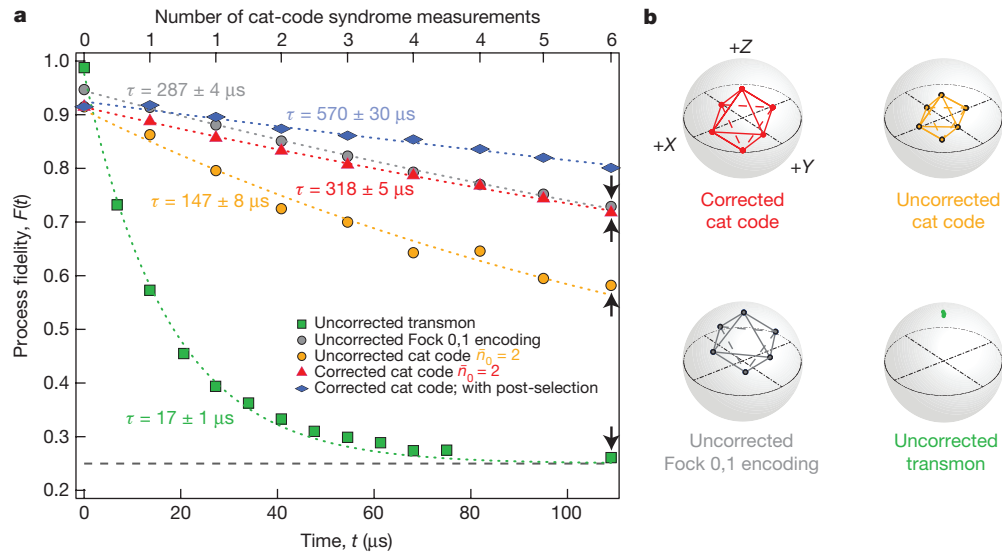 a
Number of cat-code syndrome measurements
0 1 1 2 3 4 4 5 6
1.0
0.9
0.8
0.7
0.6
0.5
0.4
0.3
0.2
Process fidelity, F(t)
τ = 287 ± 4 μs
τ = 570 ± 30 μs
τ = 318 ± 5 μs
τ = 147 ± 8 μs
Uncorrected transmon
Uncorrected Fock 0,1 encoding
Uncorrected cat code n̄₀ = 2
Corrected cat code n̄₀ = 2
Corrected cat code; with post-selection
τ = 17 ± 1 μs
0 20 40 60 80 100
Time, t (μs)
b
+Z
+X
+Y
Corrected
cat code
Uncorrected
cat code
Uncorrected
Fock 0,1 encoding
Uncorrected
transmon